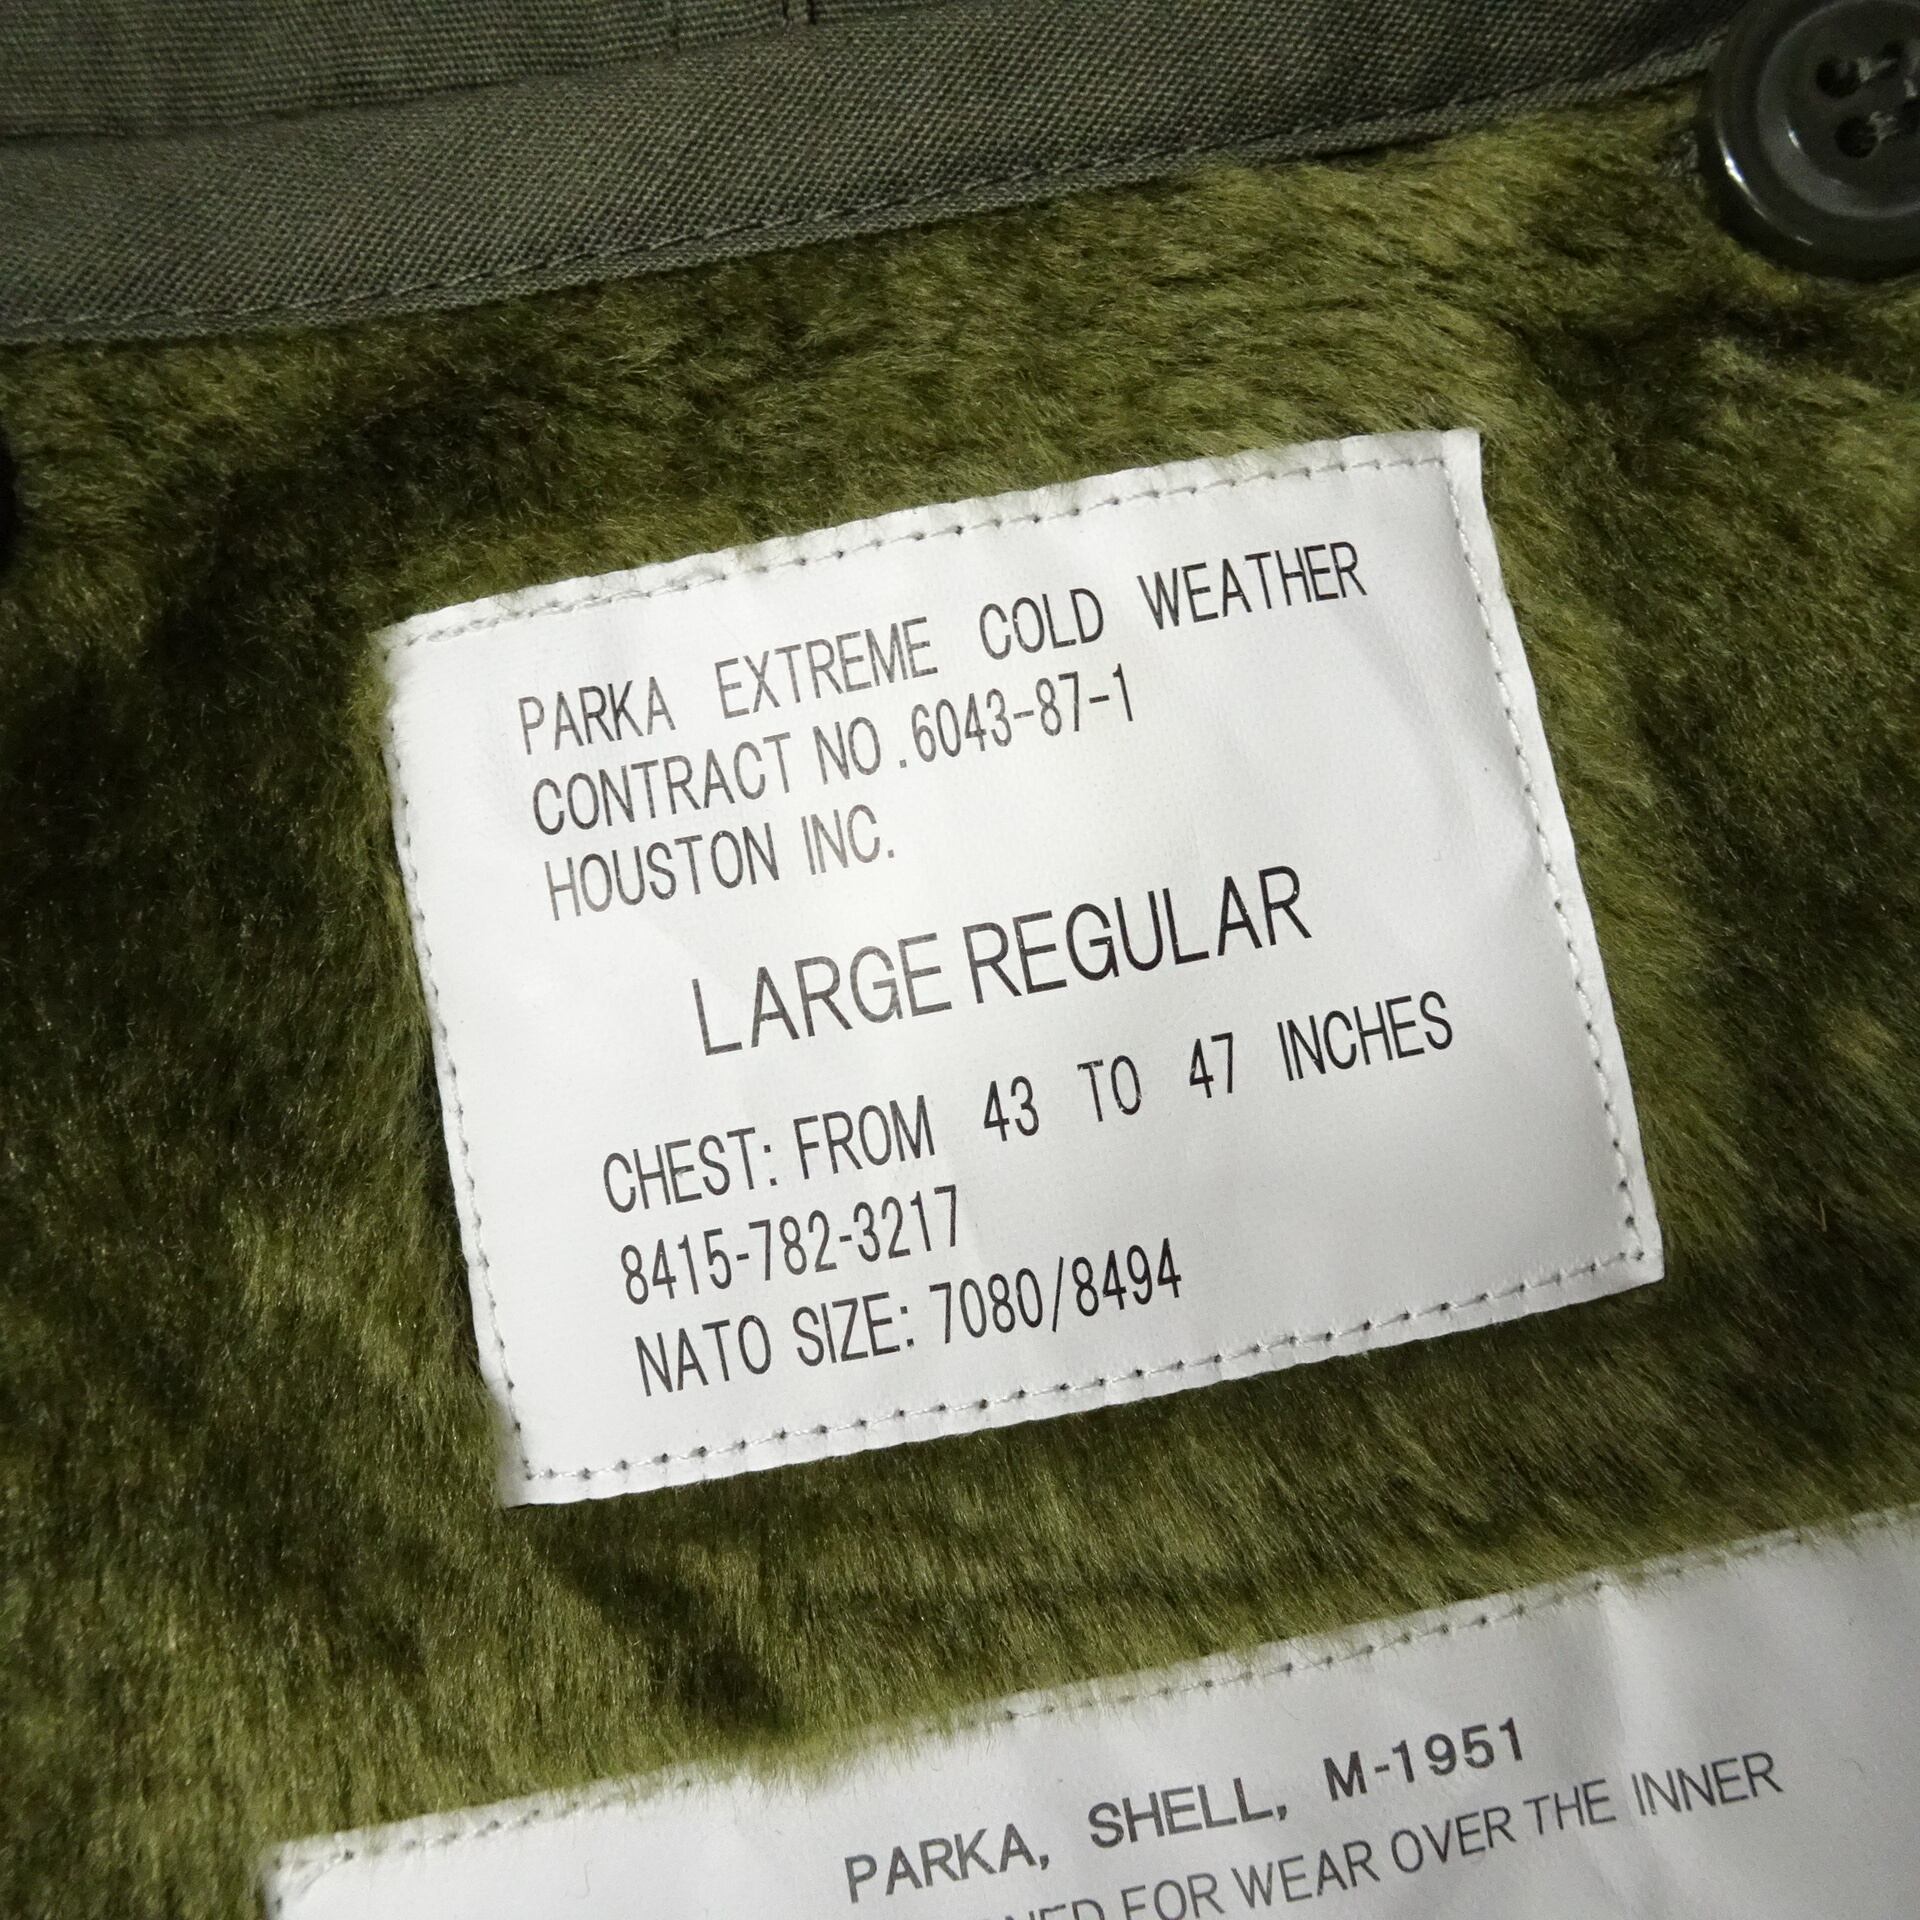 PARKA EXTREME COLD WEATHER
CONTRACT NO.6043-87-1
HOUSTON INC.
LARGE REGULAR
CHEST: FROM 43 TO 47 INCHES
8415-782-3217
NATO SIZE: 7080/8494
PARKA, SHELL, M-1951
FOR WEAR OVER THE INNER